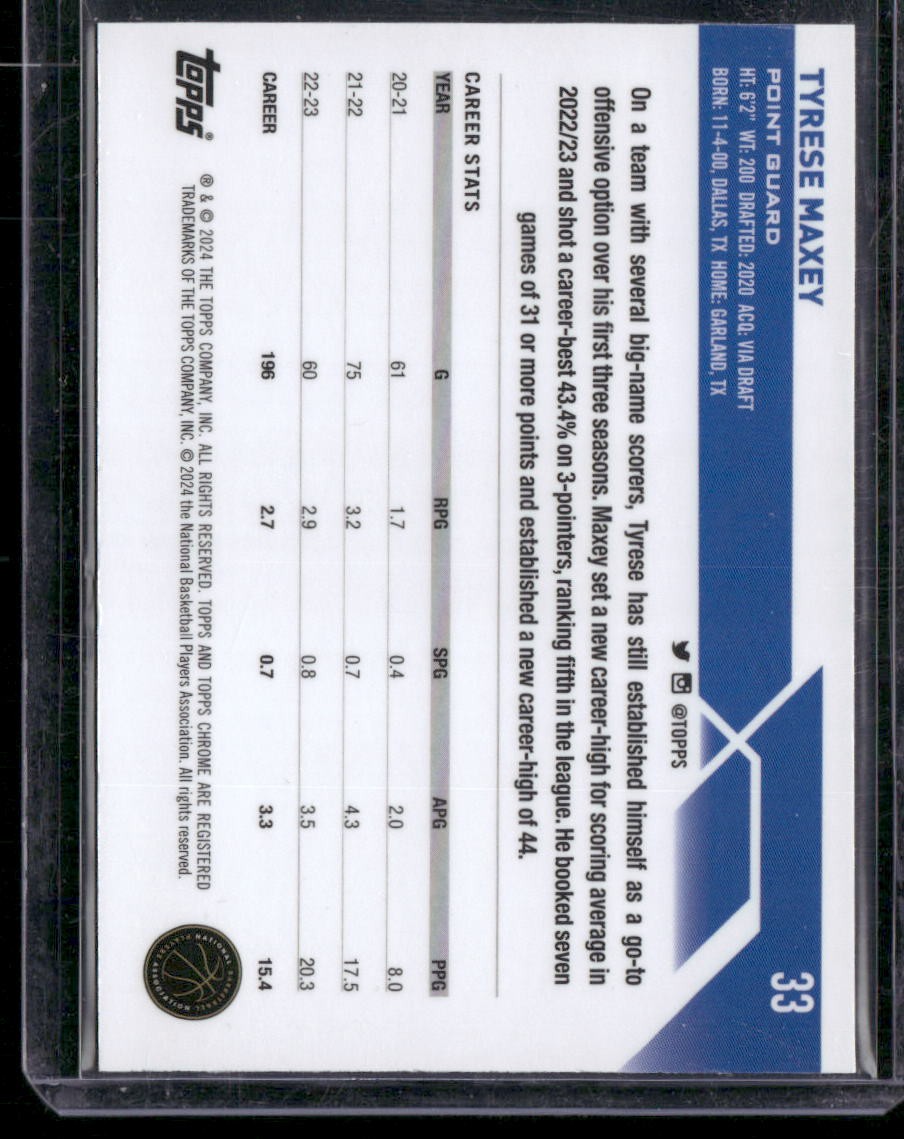 TYRESE MAXEY
33
POINT GUARD
HT: 6'2" WT: 200 DRAFTED: 2020 ACQ: VIA DRAFT
BORN: 11-4-00, DALLAS, TX HOME: GARLAND, TX
@TOPPS
On a team with several big-name scorers, Tyrese has still established himself as a go-to
offensive option over his first three seasons. Maxey set a new career-high for scoring average in
2022/23 and shot a career-best 43.4% on 3-pointers, ranking fifth in the league. He booked seven
games of 31 or more points and established a new career-high of 44.
CAREER STATS
YEAR G RPG SPG APG PPG
20-21 61 1.7 0.4 2.0 8.0
21-22 75 3.2 0.7 4.3 17.5
22-23 60 2.9 0.8 3.5 20.3
CAREER 196 2.7 0.7 3.3 15.4
topps®
® & © 2024 THE TOPPS COMPANY, INC. ALL RIGHTS RESERVED. TOPPS AND TOPPS CHROME ARE REGISTERED
TRADEMARKS OF THE TOPPS COMPANY, INC. © 2024 the National Basketball Players Association. All rights reserved.
NATIONAL BASKETBALL PLAYERS ASSOCIATION